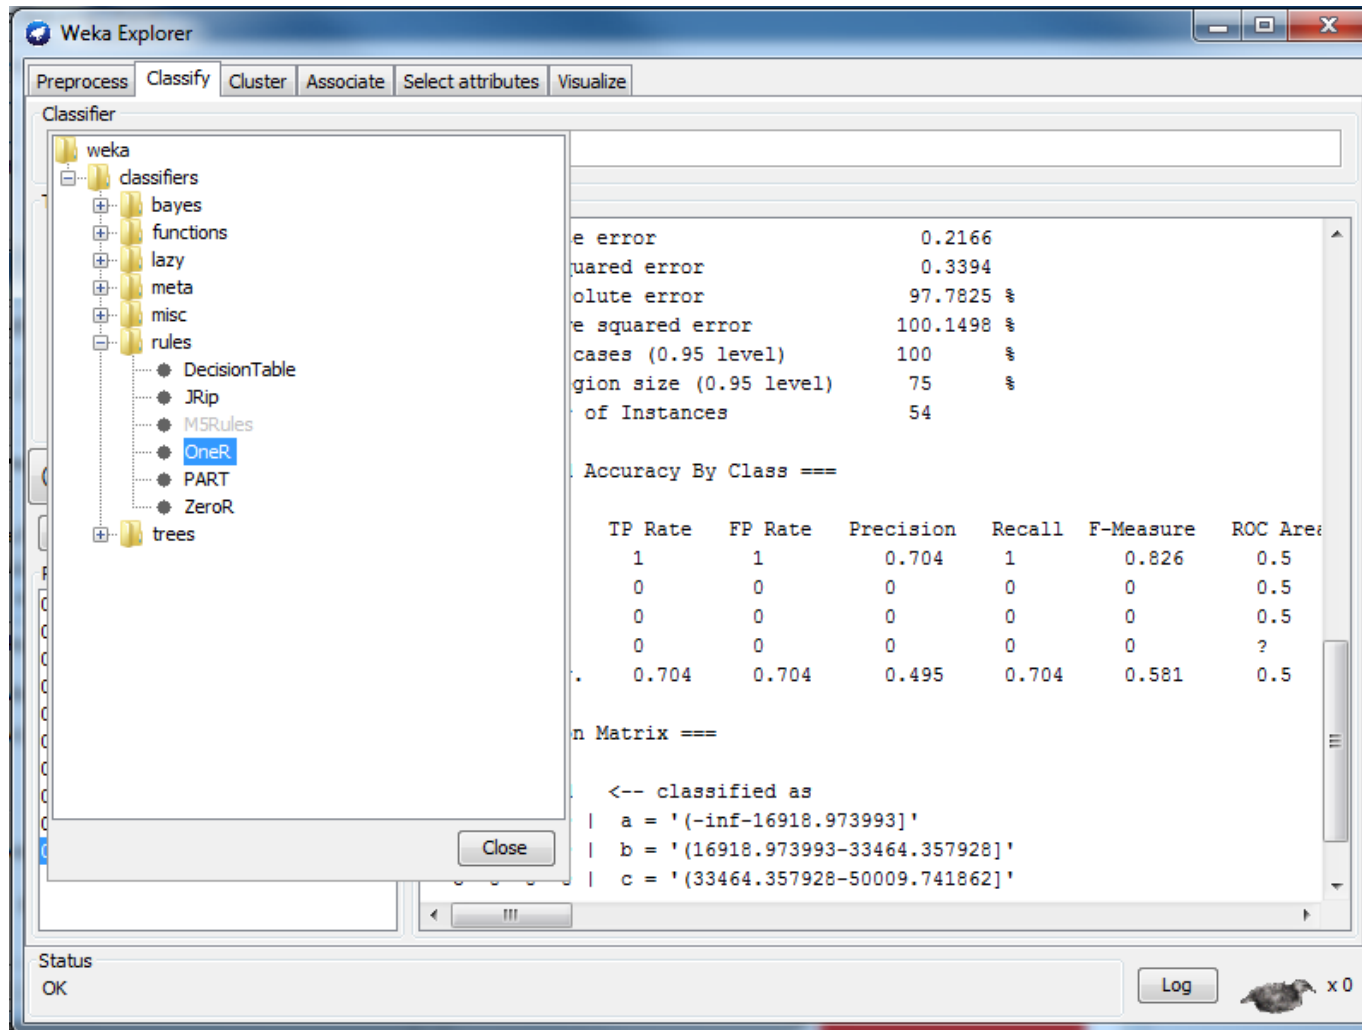 Weka Explorer
Preprocess Classify Cluster Associate Select attributes Visualize
Classifier
weka
classifiers
bayes
functions
lazy
meta
misc
rules
DecisionTable
JRip
M5Rules
OneR
PART
ZeroR
trees
Close
e error 0.2166
uared error 0.3394
olute error 97.7825 %
e squared error 100.1498 %
cases (0.95 level) 100 %
gion size (0.95 level) 75 %
of Instances 54
Accuracy By Class ===
TP Rate FP Rate Precision Recall F-Measure ROC Area
1 1 0.704 1 0.826 0.5
0 0 0 0 0 0.5
0 0 0 0 0 0.5
0 0 0 0 0 ?
. 0.704 0.704 0.495 0.704 0.581 0.5
n Matrix ===
<-- classified as
| a = '(-inf-16918.973993]'
| b = '(16918.973993-33464.357928]'
| c = '(33464.357928-50009.741862]'
Status
OK
Log
x 0